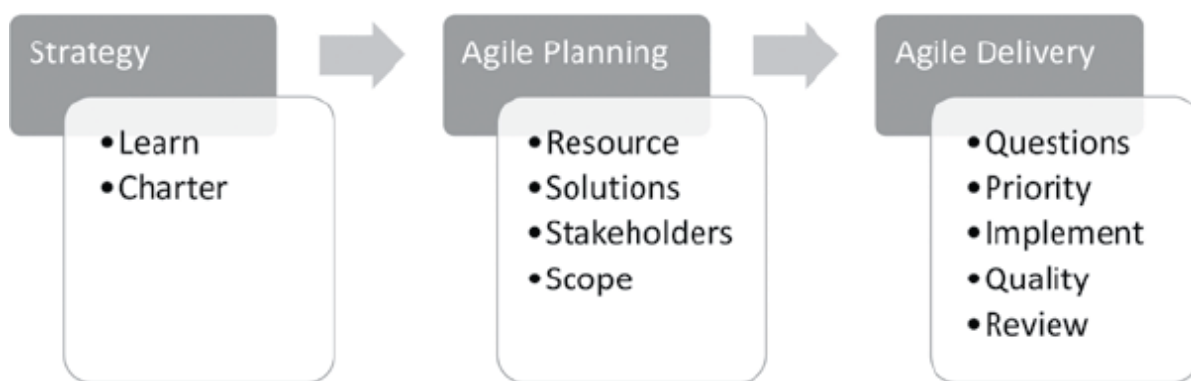 Strategy
• Learn
• Charter
Agile Planning
• Resource
• Solutions
• Stakeholders
• Scope
Agile Delivery
• Questions
• Priority
• Implement
• Quality
• Review